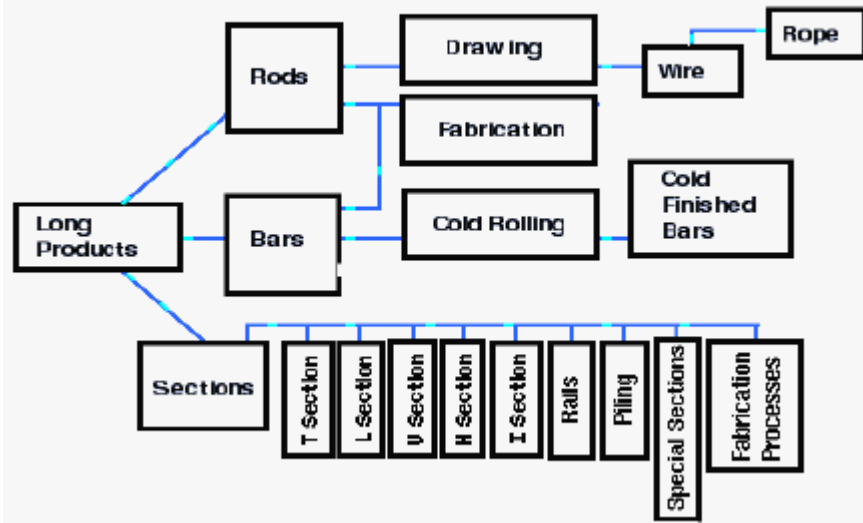 Rope
Drawing
Wire
Rods
Fabrication
Cold
Finished
Bars
Long
Products
Bars
Cold Rolling
Sections
T Section
L Section
U Section
H Section
I Section
Rails
Piling
Special Sections
Fabrication
Processes